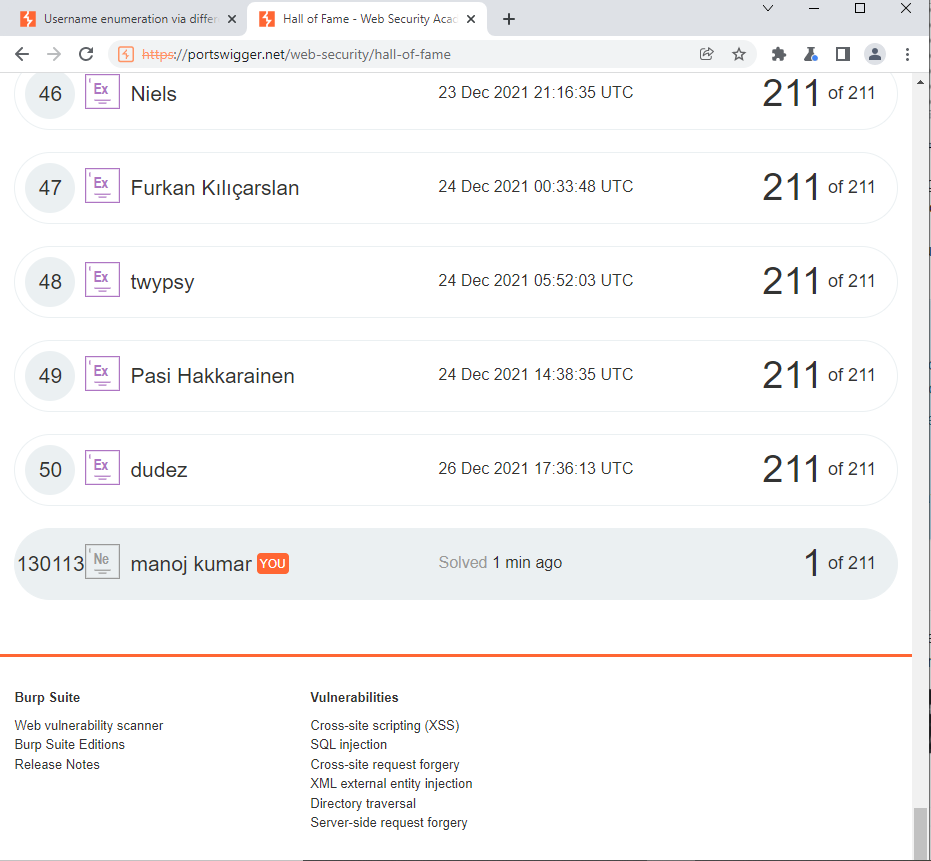 Username enumeration via differ
Hall of Fame - Web Security Aca
https://portswigger.net/web-security/hall-of-fame
46 Ex Niels 23 Dec 2021 21:16:35 UTC 211 of 211
47 Ex Furkan Kılıçarslan 24 Dec 2021 00:33:48 UTC 211 of 211
48 Ex twypsy 24 Dec 2021 05:52:03 UTC 211 of 211
49 Ex Pasi Hakkarainen 24 Dec 2021 14:38:35 UTC 211 of 211
50 Ex dudez 26 Dec 2021 17:36:13 UTC 211 of 211
130113 Ne manoj kumar YOU Solved 1 min ago 1 of 211
Burp Suite
Web vulnerability scanner
Burp Suite Editions
Release Notes
Vulnerabilities
Cross-site scripting (XSS)
SQL injection
Cross-site request forgery
XML external entity injection
Directory traversal
Server-side request forgery